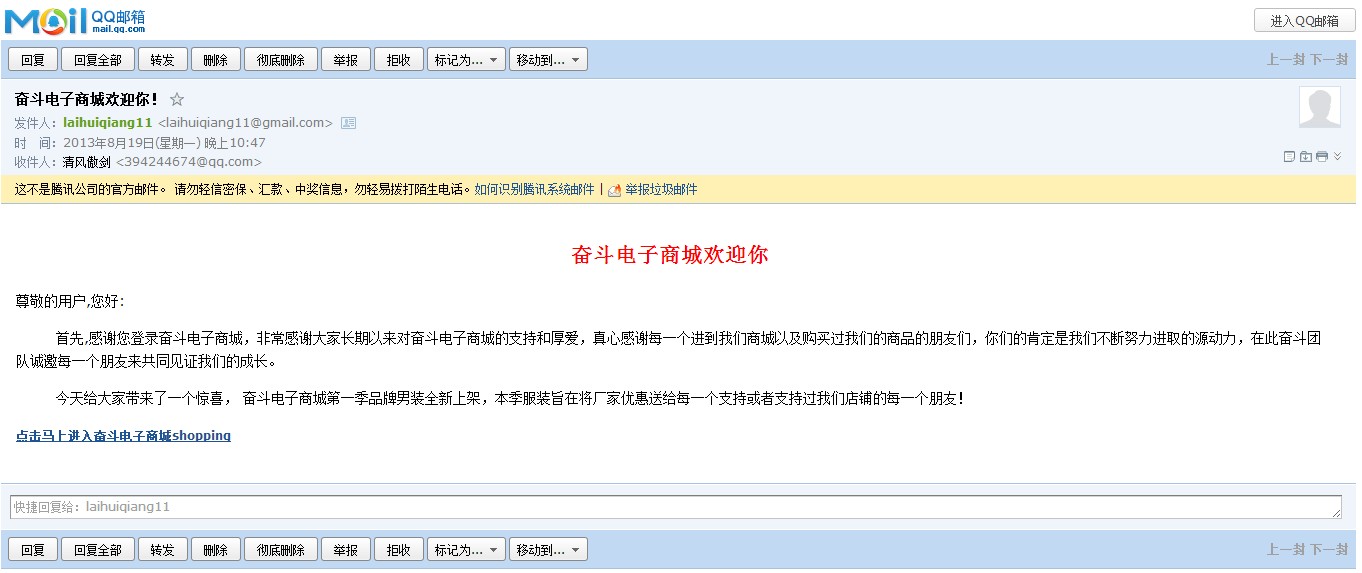 MOil QQ邮箱 mail.qq.com 进入QQ邮箱
回复 回复全部 转发 删除 彻底删除 举报 拒收 标记为... 移动到... 上一封 下一封
奋斗电子商城欢迎你！
发件人：laihuiqiang11 <laihuiqiang11@gmail.com>
时 间：2013年8月19日(星期一) 晚上10:47
收件人：清风傲剑 <394244674@qq.com>
这不是腾讯公司的官方邮件。 请勿轻信密保、汇款、中奖信息，勿轻易拨打陌生电话。 如何识别腾讯系统邮件 | 举报垃圾邮件
奋斗电子商城欢迎你
尊敬的用户,您好：
首先,感谢您登录奋斗电子商城，非常感谢大家长期以来对奋斗电子商城的支持和厚爱，真心感谢每一个进到我们商城以及购买过我们的商品的朋友们，你们的肯定是我们不断努力进取的源动力，在此奋斗团
队诚邀每一个朋友来共同见证我们的成长。
今天给大家带来了一个惊喜， 奋斗电子商城第一季品牌男装全新上架，本季服装旨在将厂家优惠送给每一个支持或者支持过我们店铺的每一个朋友！
点击马上进入奋斗电子商城shopping
快捷回复给：laihuiqiang11
回复 回复全部 转发 删除 彻底删除 举报 拒收 标记为... 移动到... 上一封 下一封